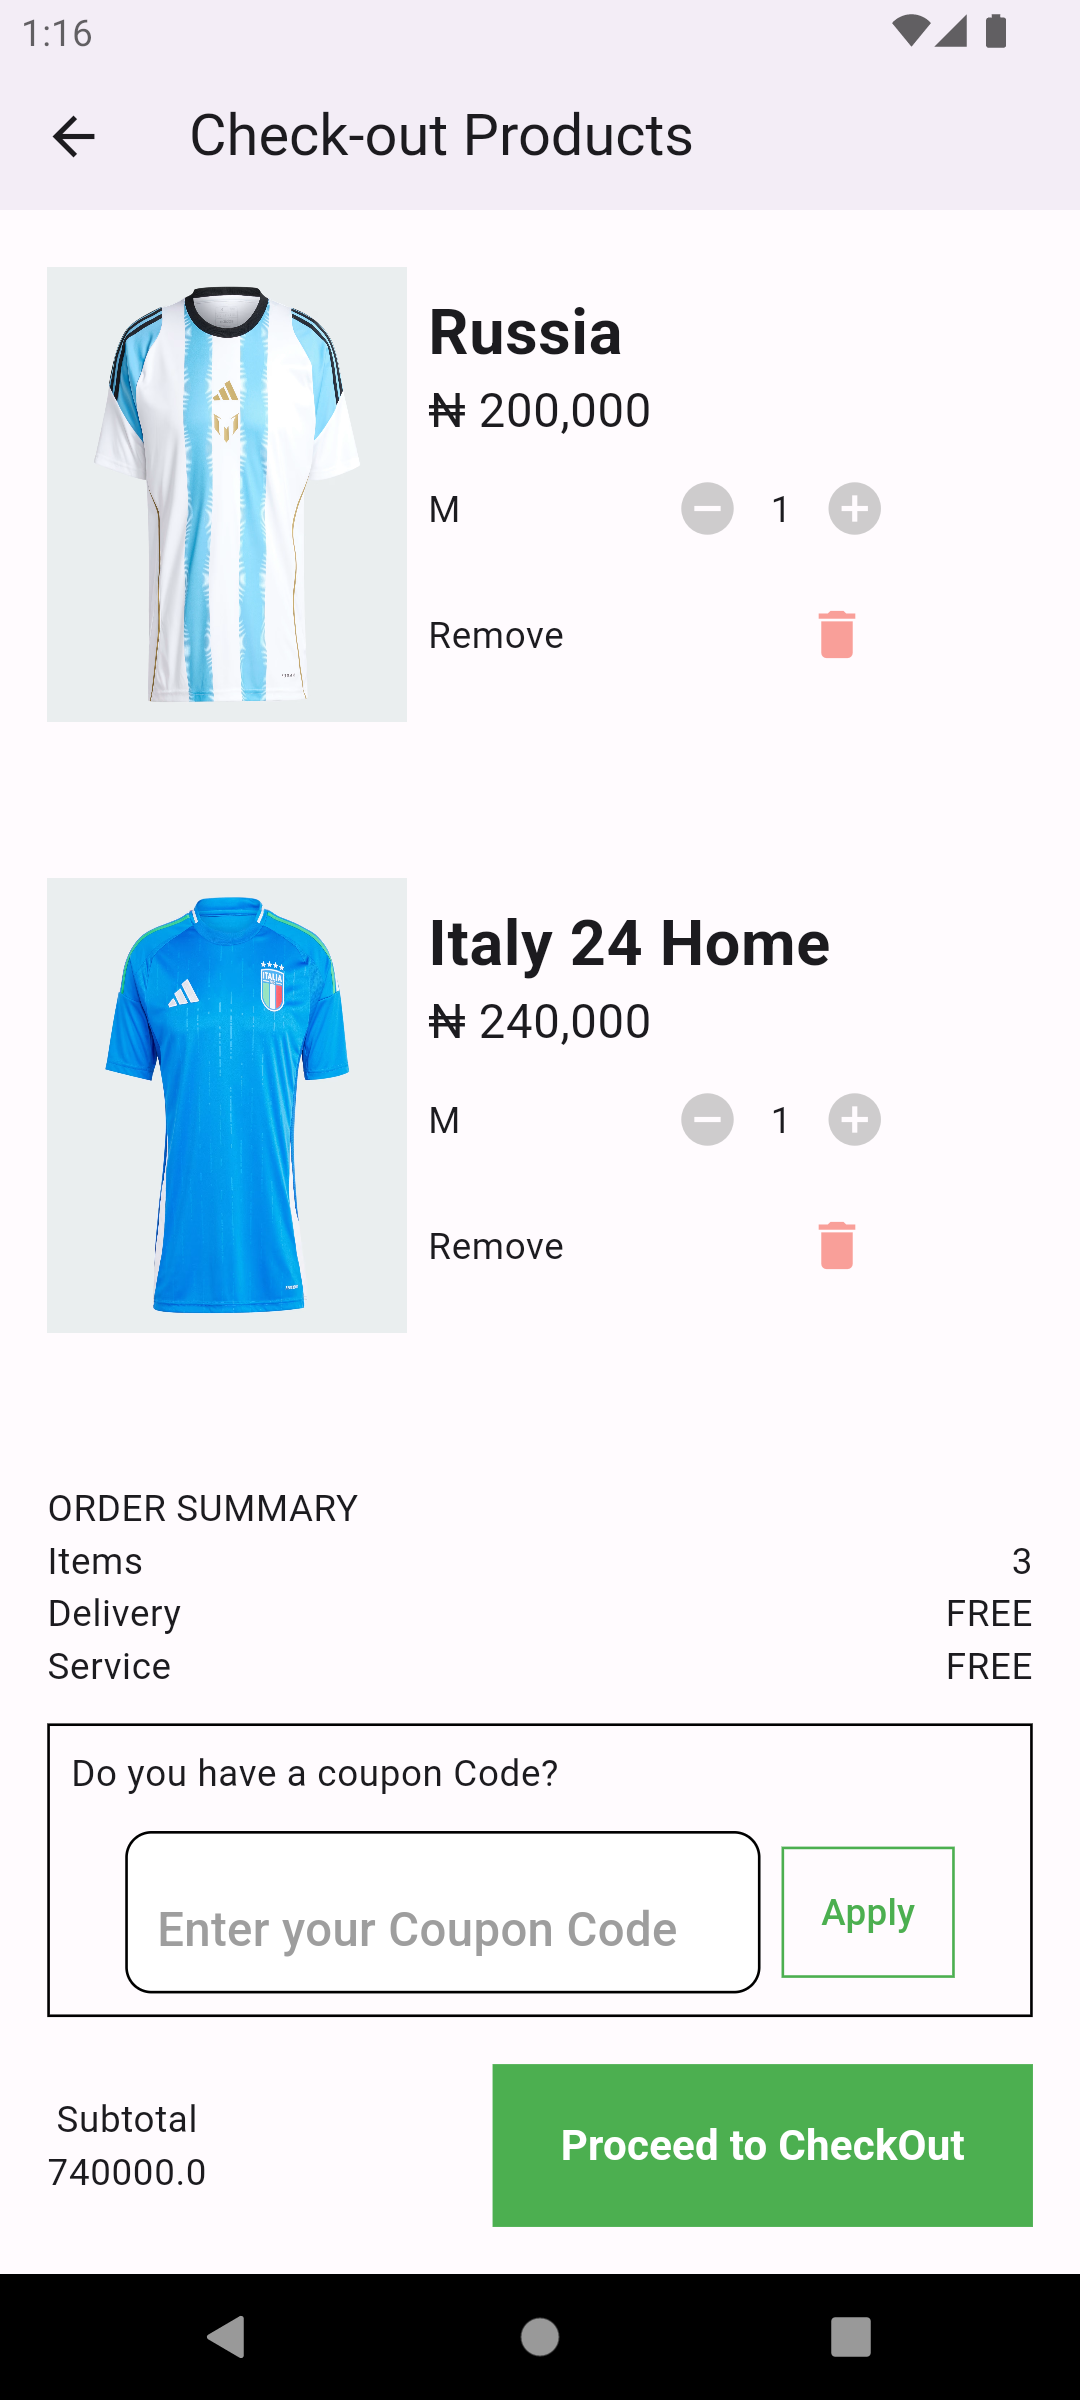 1:16
Check-out Products
Russia
₦ 200,000
M
1
Remove
ITALIA
Italy 24 Home
₦ 240,000
M
1
Remove
ORDER SUMMARY
Items 3
Delivery FREE
Service FREE
Do you have a coupon Code?
Enter your Coupon Code
Apply
Subtotal
740000.0
Proceed to CheckOut